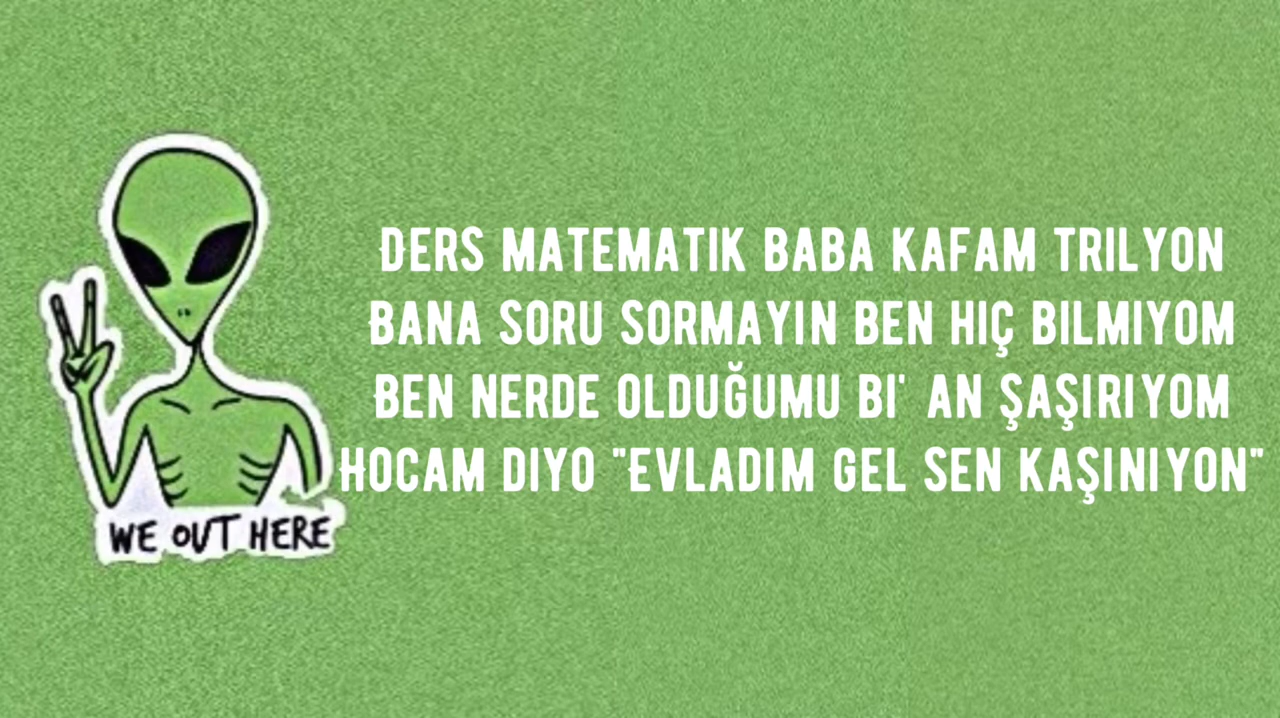 DERS MATEMATIK BABA KAFAM TRILYON
BANA SORU SORMAYIN BEN HIÇ BILMIYOM
BEN NERDE OLDUĞUMU BI' AN ŞAŞIRIYOM
HOCAM DIYO "EVLADIM GEL SEN KAŞINIYON"
WE OUT HERE